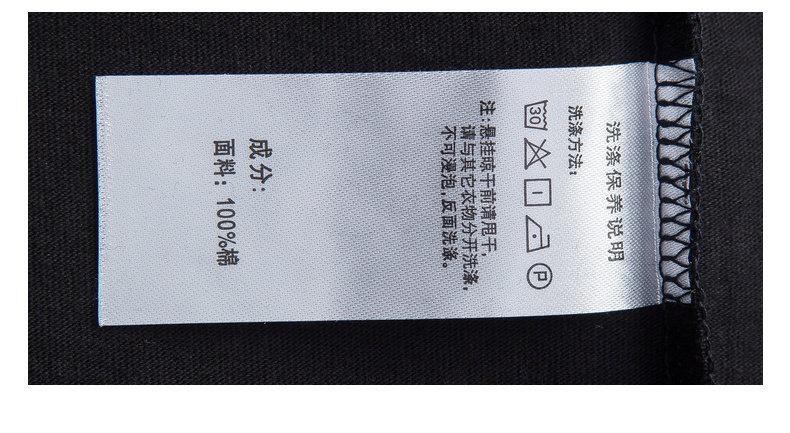 洗涤保养说明
洗涤方法:
30
P
注:悬挂晾干前请甩干,
请与其它衣物分开洗涤,
不可浸泡,反面洗涤。
成分:
面料: 100%棉